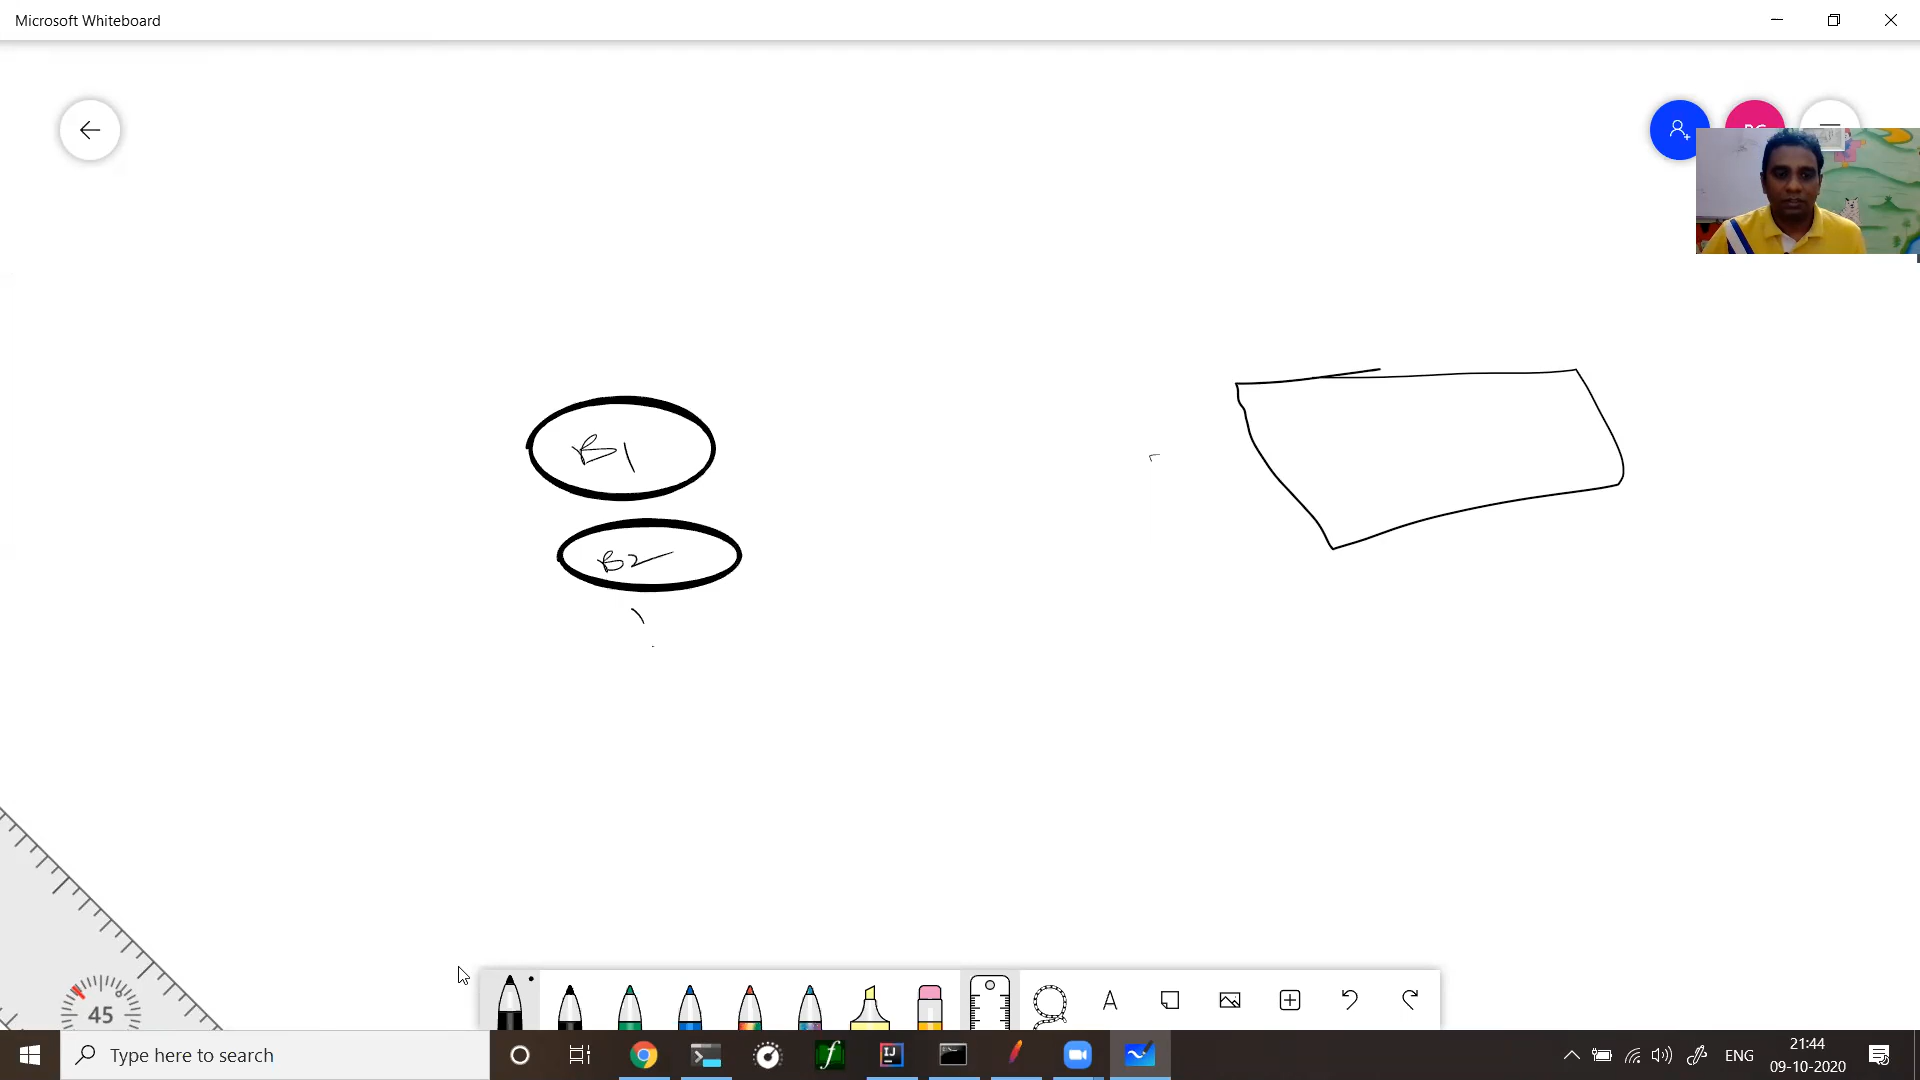 Microsoft Whiteboard
B1
B2
45
A
Type here to search
ENG
21:44
09-10-2020